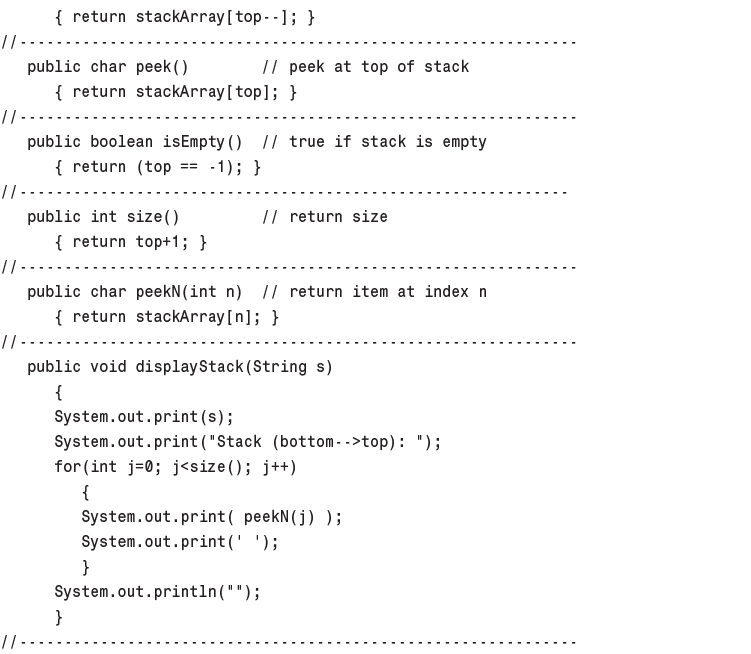 { return stackArray[top--]; }
//--------------------------------------------------------------
   public char peek()        // peek at top of stack
      { return stackArray[top]; }
//--------------------------------------------------------------
   public boolean isEmpty()  // true if stack is empty
      { return (top == -1); }
//-------------------------------------------------------------
   public int size()         // return size
      { return top+1; }
//--------------------------------------------------------------
   public char peekN(int n)  // return item at index n
      { return stackArray[n]; }
//--------------------------------------------------------------
   public void displayStack(String s)
      {
      System.out.print(s);
      System.out.print("Stack (bottom-->top): ");
      for(int j=0; j<size(); j++)
         {
         System.out.print( peekN(j) );
         System.out.print(' ');
         }
      System.out.println("");
      }
//--------------------------------------------------------------